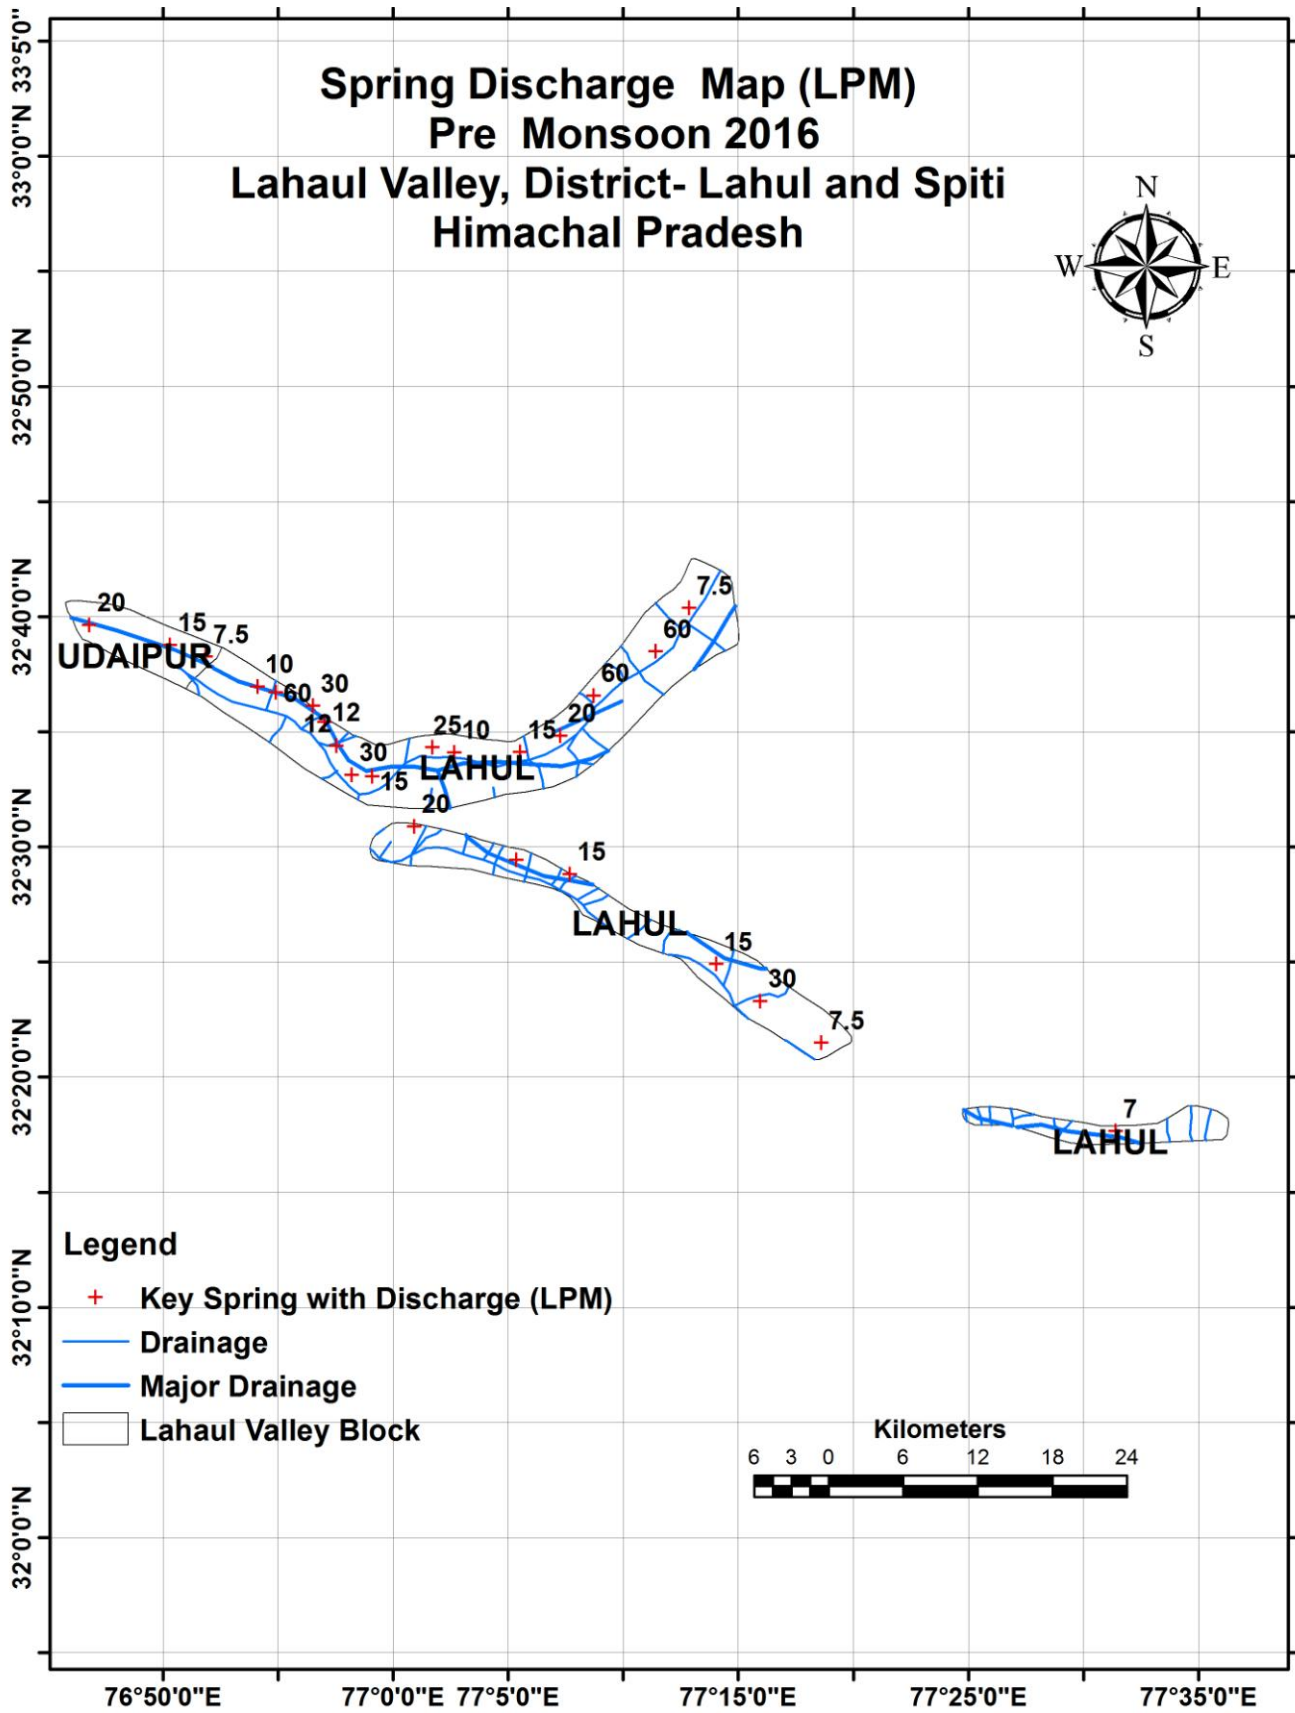 Spring Discharge Map (LPM)
Pre Monsoon 2016
Lahaul Valley, District- Lahul and Spiti
Himachal Pradesh
N
W E
S
33°5'0"
33°0'0"N
32°50'0"N
32°40'0"N
32°30'0"N
32°20'0"N
32°10'0"N
32°0'0"N
20
15
7.5
UDAIPUR
10
60
30
12
12
30
15
25
10
LAHUL
15
20
60
60
7.5
20
15
LAHUL
15
30
7.5
7
LAHUL
Legend
Key Spring with Discharge (LPM)
Drainage
Major Drainage
Lahaul Valley Block
Kilometers
6 3 0 6 12 18 24
76°50'0"E 77°0'0"E 77°5'0"E 77°15'0"E 77°25'0"E 77°35'0"E